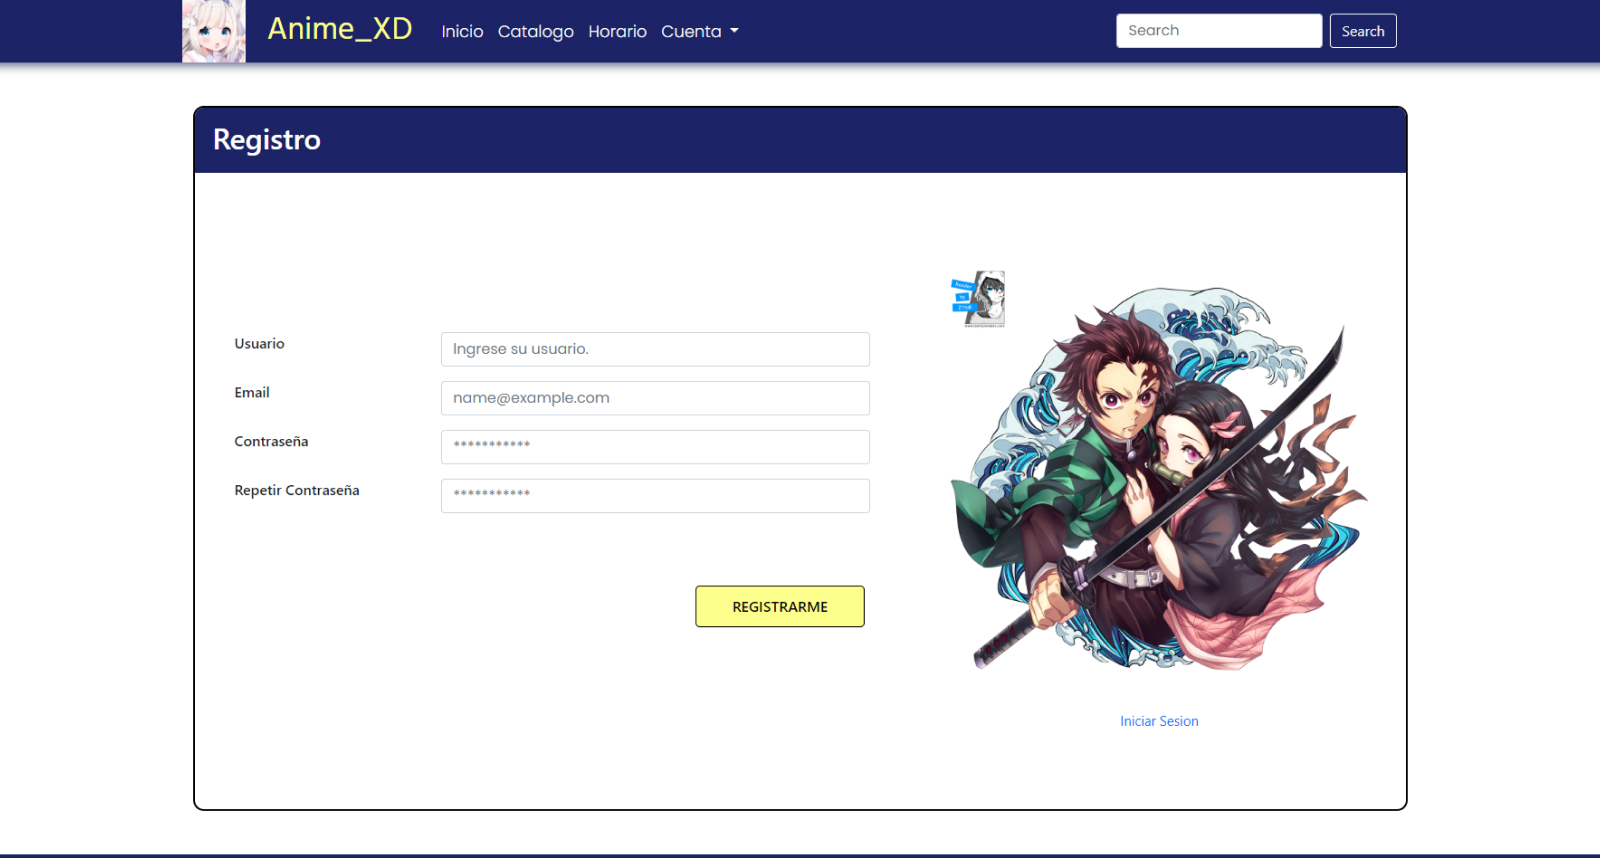 Anime_XD
Inicio Catalogo Horario Cuenta
Search
Search
Registro
Usuario
Ingrese su usuario.
Email
name@example.com
Contraseña
***********
Repetir Contraseña
***********
REGISTRARME
Iniciar Sesion